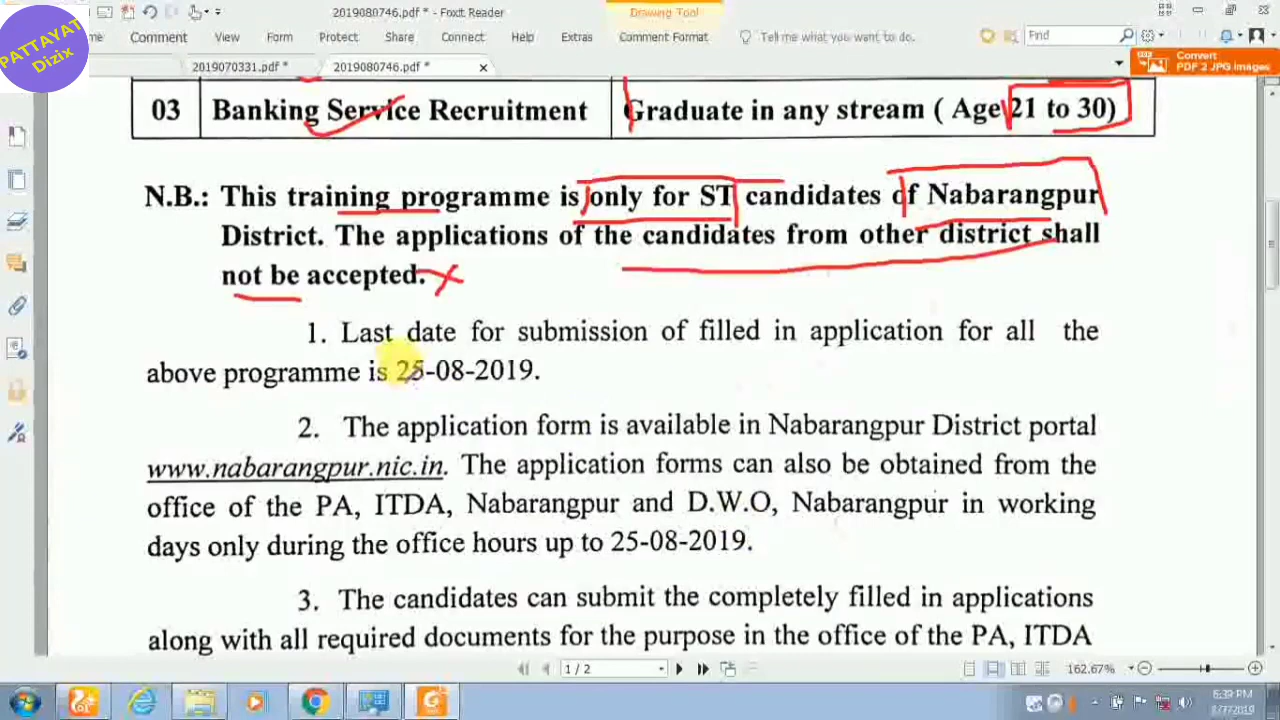 PATTAYAT
Dizix
2019080746.pdf * - Foxit Reader
Drawing Tool
Comment
View
Form
Protect
Share
Connect
Help
Extras
Comment Format
Tell me what you want to do..
Find
2019070331.pdf *
2019080746.pdf *
Convert
PDF 2 JPG Images
03 Banking Service Recruitment Graduate in any stream ( Age 21 to 30)
N.B.: This training programme is only for ST candidates of Nabarangpur
District. The applications of the candidates from other district shall
not be accepted.
1. Last date for submission of filled in application for all the
above programme is 25-08-2019.
2. The application form is available in Nabarangpur District portal
www.nabarangpur.nic.in. The application forms can also be obtained from the
office of the PA, ITDA, Nabarangpur and D.W.O, Nabarangpur in working
days only during the office hours up to 25-08-2019.
3. The candidates can submit the completely filled in applications
along with all required documents for the purpose in the office of the PA, ITDA
1 / 2
162.67%
6:39 PM
8/7/2019